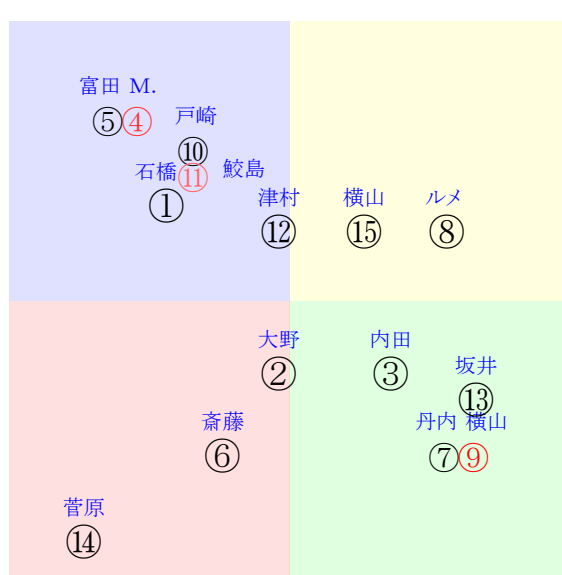 富田 M.
⑤④ 戸崎
⑩
石橋⑪ 鮫島
① 津村 横山 ルメ
⑫ ⑮ ⑧
大野 内田
② ③ 坂井
⑬
斎藤 丹内 横山
⑥ ⑦⑨
菅原
⑭